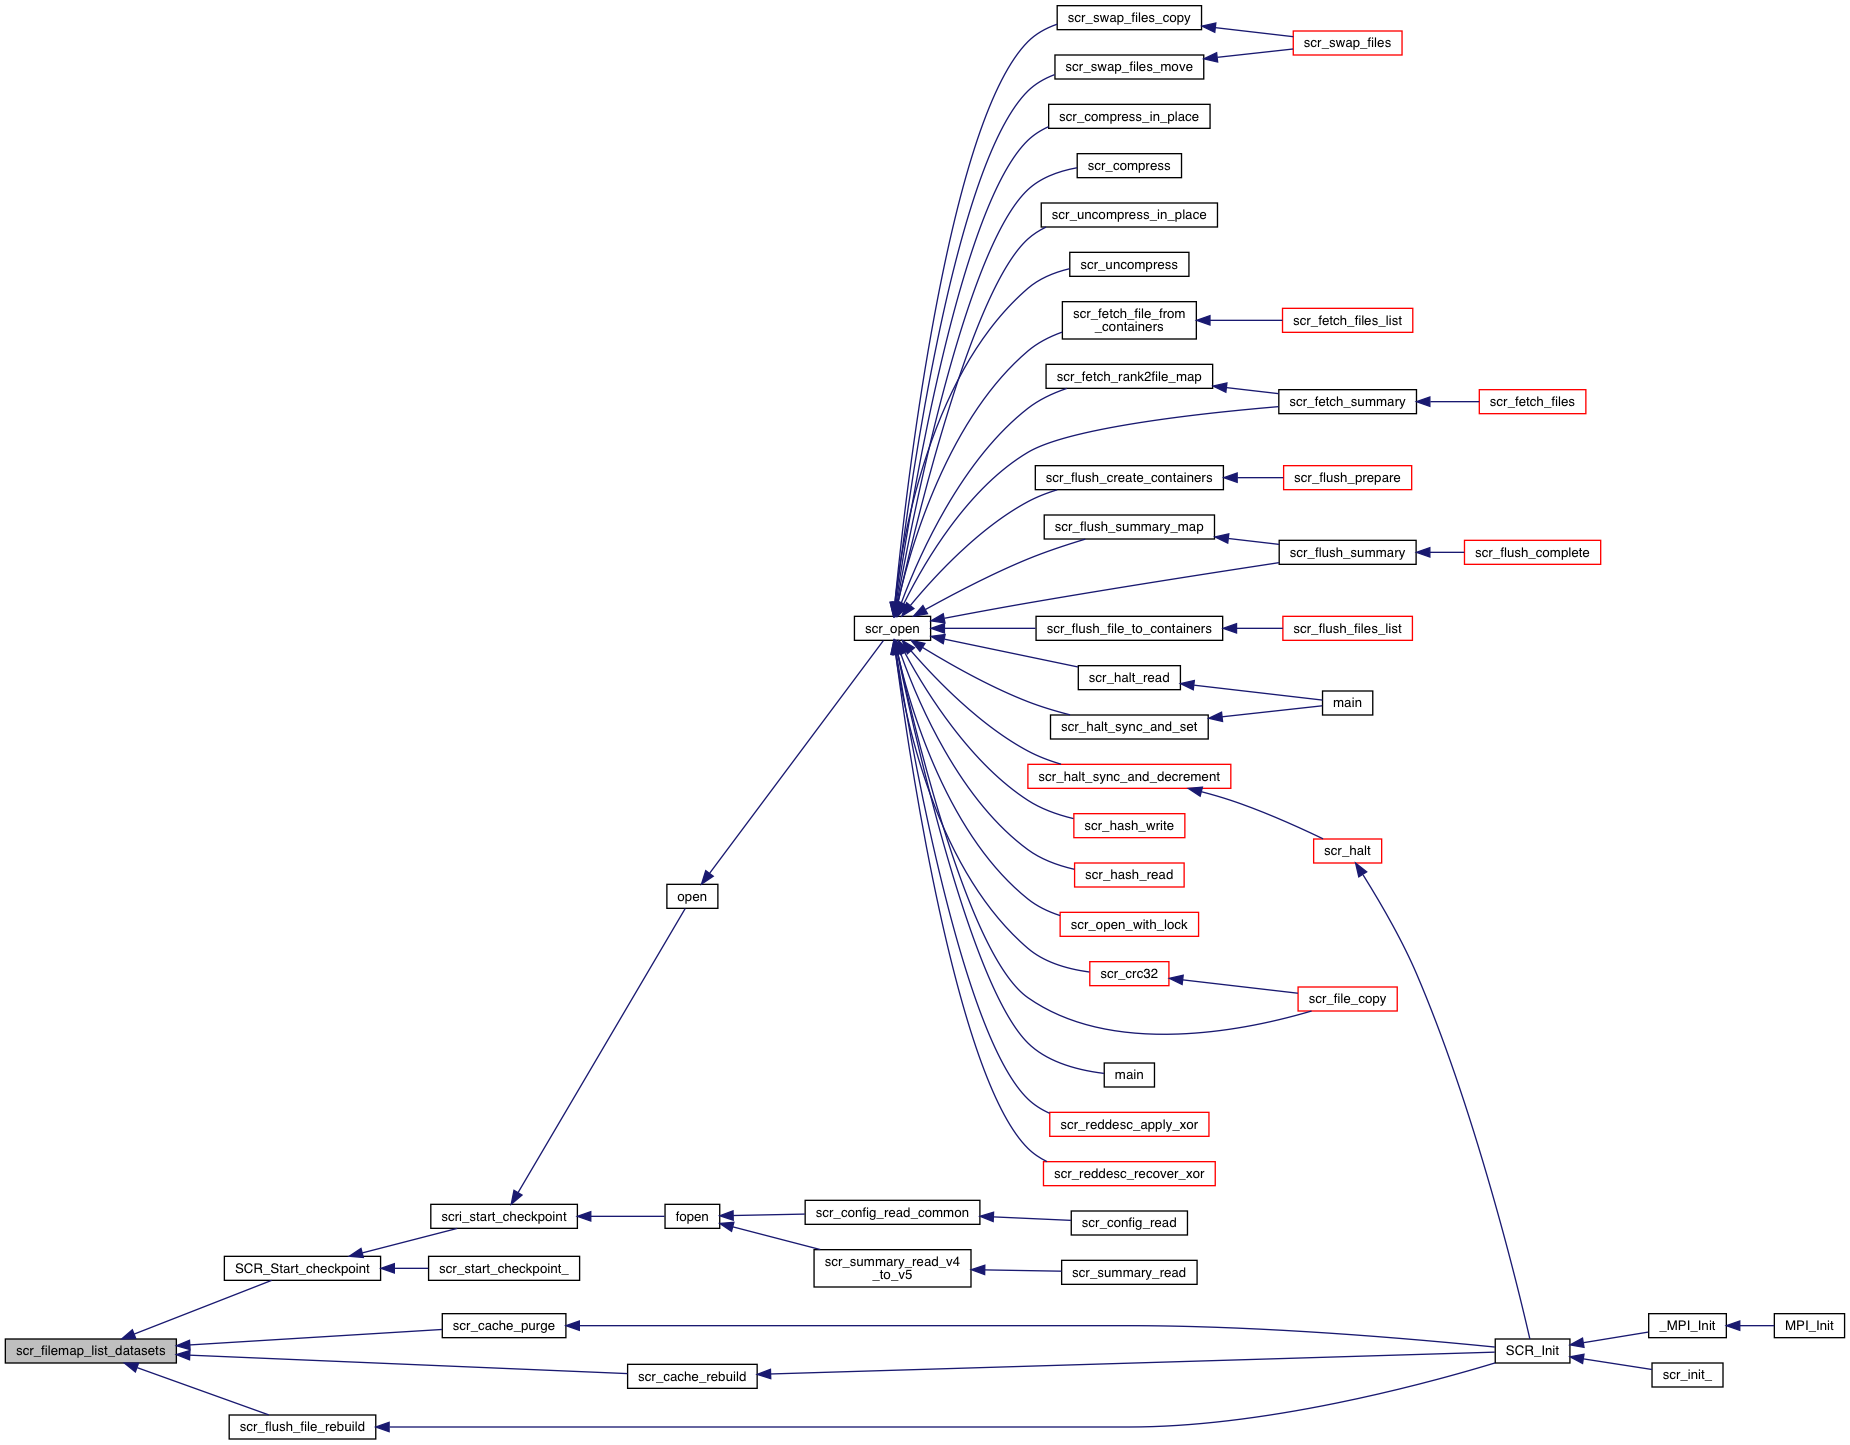 scr_swap_files_copy
scr_swap_files
scr_swap_files_move
scr_compress_in_place
scr_compress
scr_uncompress_in_place
scr_uncompress
scr_fetch_file_from
_containers
scr_fetch_files_list
scr_fetch_rank2file_map
scr_fetch_summary
scr_fetch_files
scr_flush_create_containers
scr_flush_prepare
scr_flush_summary_map
scr_flush_summary
scr_flush_complete
scr_open
scr_flush_file_to_containers
scr_flush_files_list
scr_halt_read
main
scr_halt_sync_and_set
scr_halt_sync_and_decrement
scr_hash_write
scr_halt
scr_hash_read
open
scr_open_with_lock
scr_crc32
scr_file_copy
main
scr_reddesc_apply_xor
scr_reddesc_recover_xor
scri_start_checkpoint
fopen
scr_config_read_common
scr_config_read
SCR_Start_checkpoint
scr_start_checkpoint_
scr_summary_read_v4
_to_v5
scr_summary_read
scr_cache_purge
_MPI_Init
MPI_Init
scr_filemap_list_datasets
SCR_Init
scr_cache_rebuild
scr_init_
scr_flush_file_rebuild